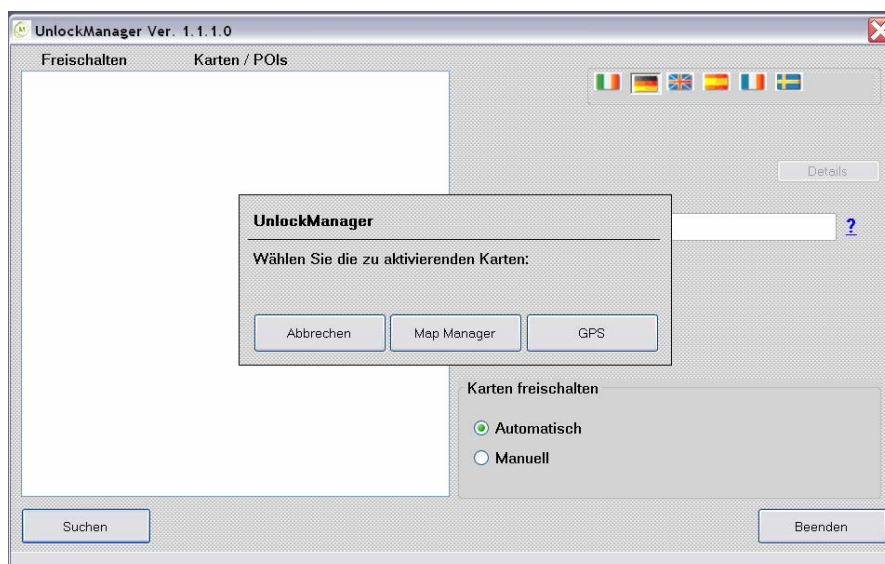 UnlockManager Ver. 1.1.1.0
Freischalten Karten / POIs
Details
?
UnlockManager
Wählen Sie die zu aktivierenden Karten:
Abbrechen Map Manager GPS
Karten freischalten
Automatisch
Manuell
Suchen Beenden